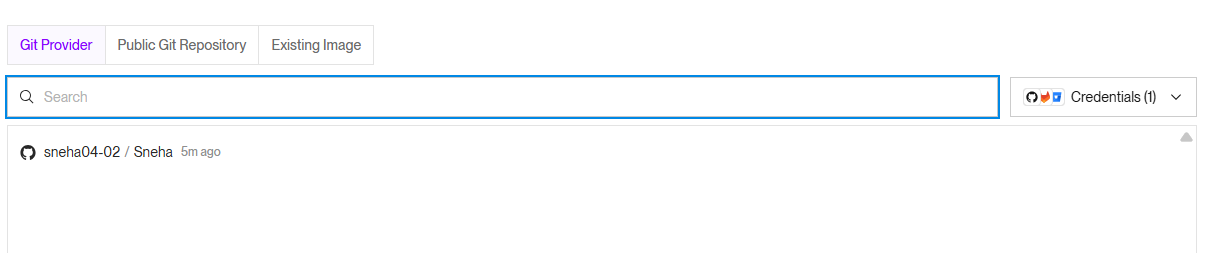 Git Provider Public Git Repository Existing Image
Search Credentials (1)
sneha04-02 / Sneha 5m ago